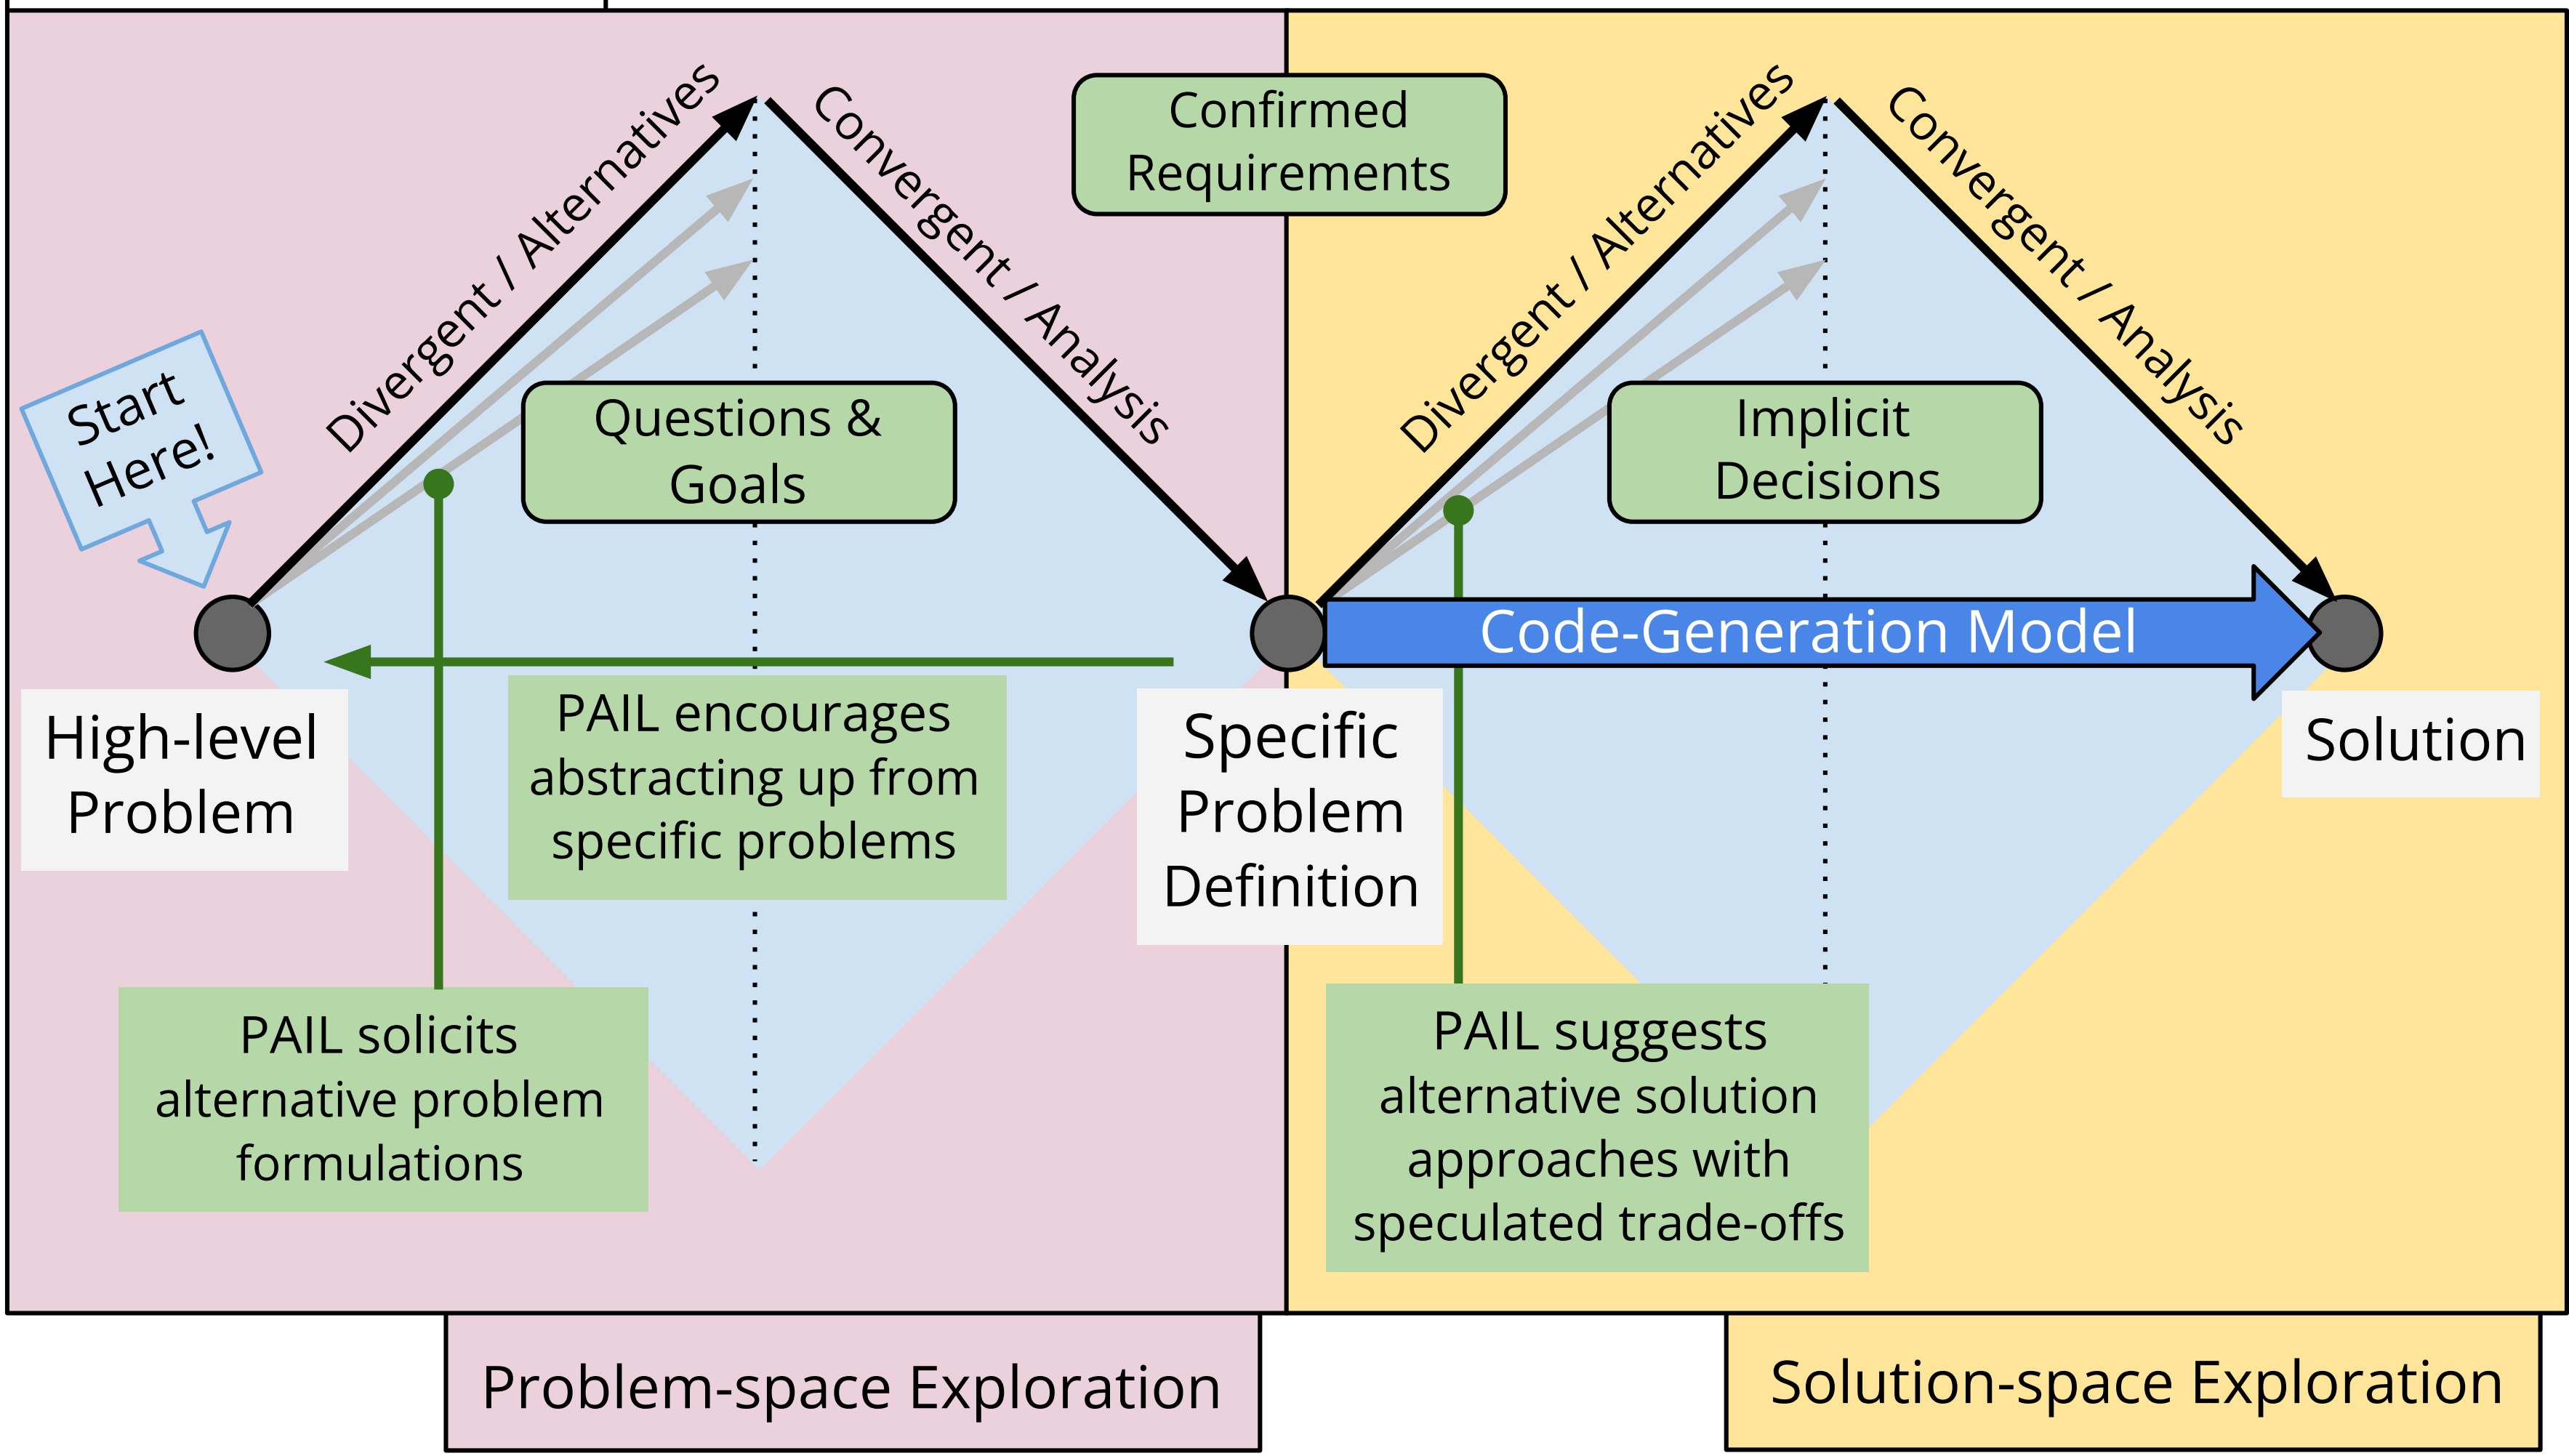 Divergent / Alternatives
Convergent / Analysis
Confirmed
Requirements
Divergent / Alternatives
Convergent / Analysis
Start
Here!
Questions &
Goals
Implicit
Decisions
Code-Generation Model
High-level
Problem
PAIL encourages
abstracting up from
specific problems
Specific
Problem
Definition
Solution
PAIL solicits
alternative problem
formulations
PAIL suggests
alternative solution
approaches with
speculated trade-offs
Problem-space Exploration
Solution-space Exploration